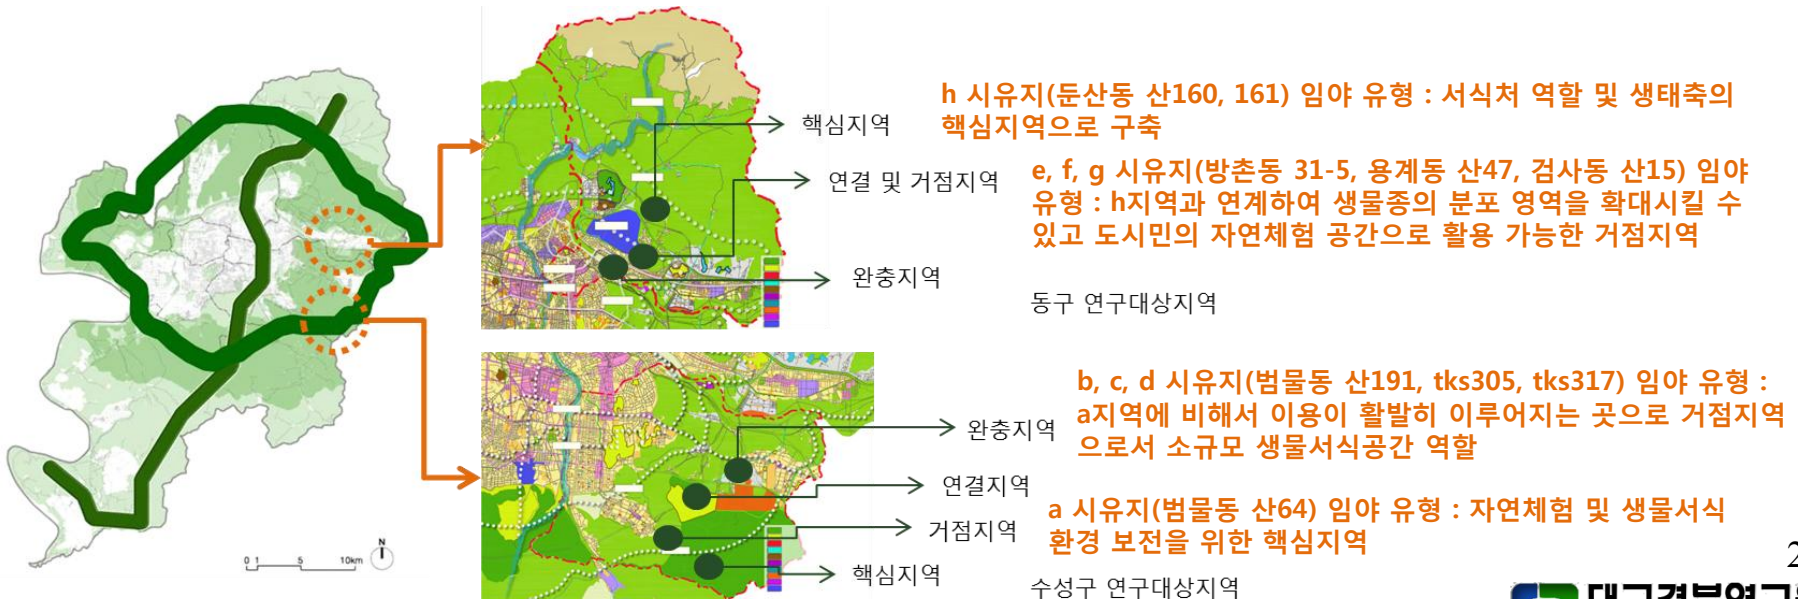 h 시유지(둔산동 산160, 161) 임야 유형 : 서식처 역할 및 생태축의
핵심지역으로 구축
핵심지역
e, f, g 시유지(방촌동 31-5, 용계동 산47, 검사동 산15) 임야
유형 : h지역과 연계하여 생물종의 분포 영역을 확대시킬 수
있고 도시민의 자연체험 공간으로 활용 가능한 거점지역
연결 및 거점지역
완충지역
동구 연구대상지역
b, c, d 시유지(범물동 산191, tks305, tks317) 임야 유형 :
a지역에 비해서 이용이 활발히 이루어지는 곳으로 거점지역
으로서 소규모 생물서식공간 역할
완충지역
연결지역
a 시유지(범물동 산64) 임야 유형 : 자연체험 및 생물서식
환경 보전을 위한 핵심지역
거점지역
핵심지역
수성구 연구대상지역
0 1 5 10km
N
2